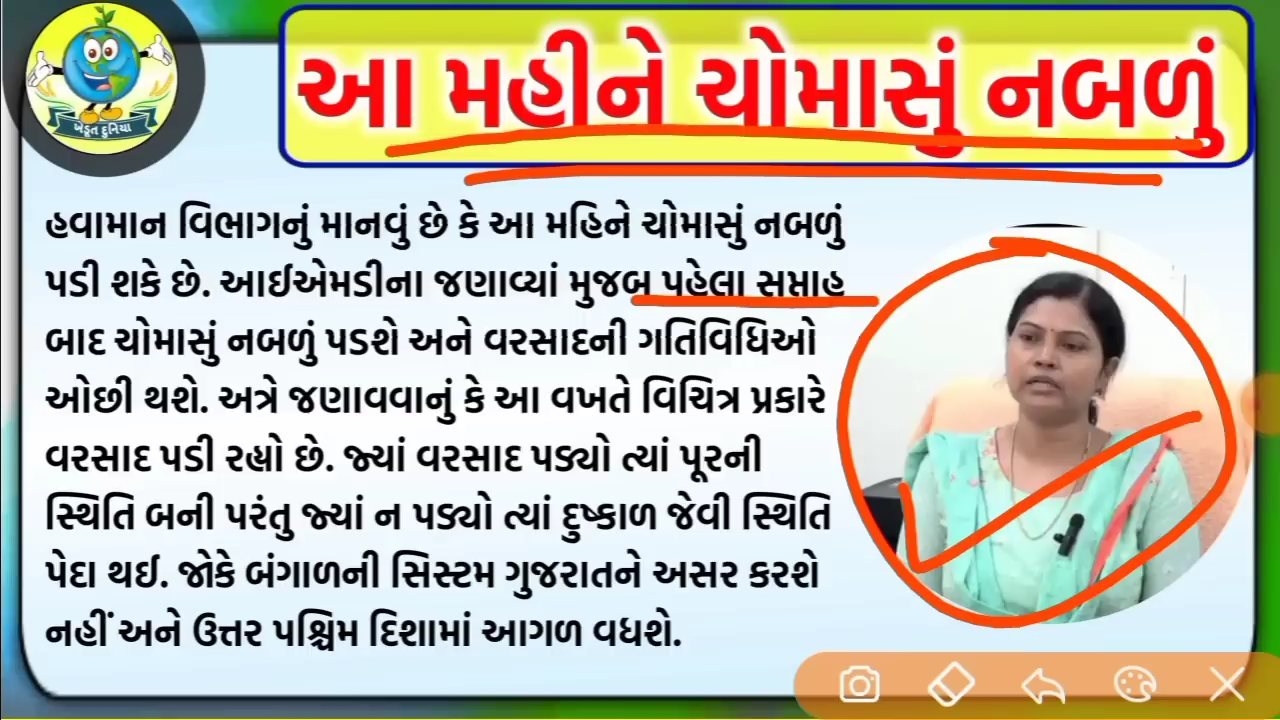 આ મહીને ચોમાસું નબળું
ખેડૂત દુનિયા
હવામાન વિભાગનું માનવું છે કે આ મહિને ચોમાસું નબળું
પડી શકે છે. આઈએમડીના જણાવ્યાં મુજબ પહેલા સપ્તાહ
બાદ ચોમાસું નબળું પડશે અને વરસાદની ગતિવિધિઓ
ઓછી થશે. અત્રે જણાવવાનું કે આ વખતે વિચિત્ર પ્રકારે
વરસાદ પડી રહ્યો છે. જ્યાં વરસાદ પડ્યો ત્યાં પૂરની
સ્થિતિ બની પરંતુ જ્યાં ન પડ્યો ત્યાં દુષ્કાળ જેવી સ્થિતિ
પેદા થઈ. જોકે બંગાળની સિસ્ટમ ગુજરાતને અસર કરશે
નહીં અને ઉત્તર પશ્ચિમ દિશામાં આગળ વધશે.